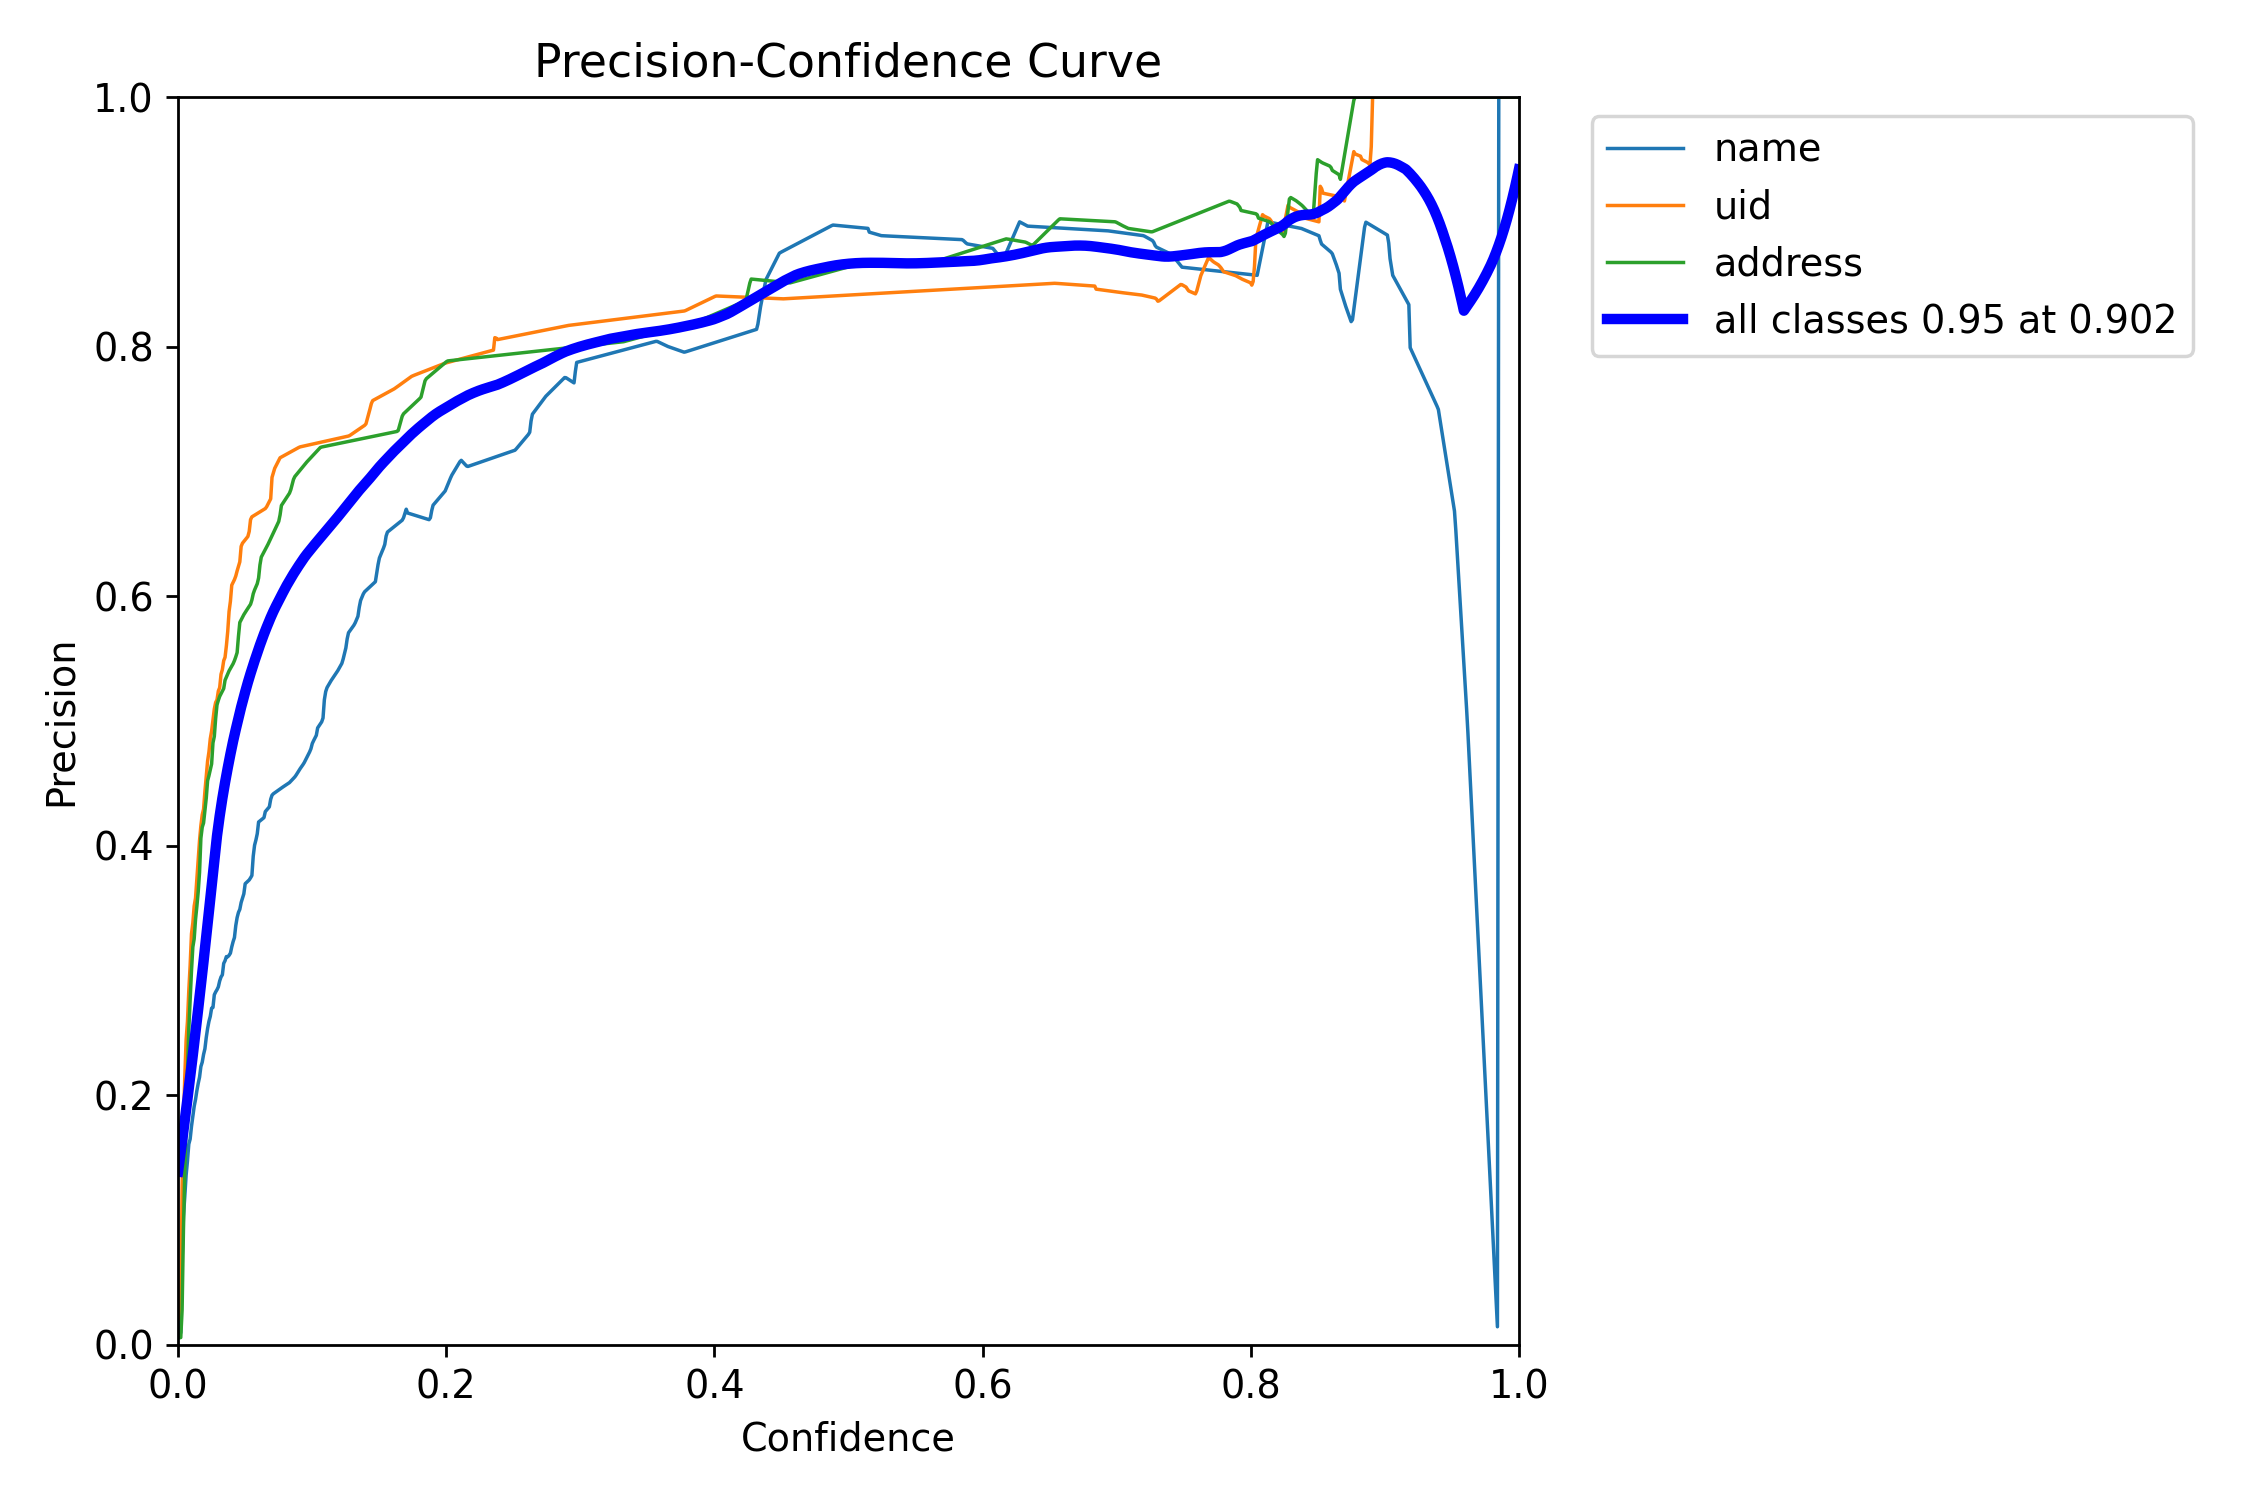 Precision-Confidence Curve
1.0
0.8
0.6
0.4
0.2
0.0
Precision
0.0 0.2 0.4 0.6 0.8 1.0
Confidence
name
uid
address
all classes 0.95 at 0.902